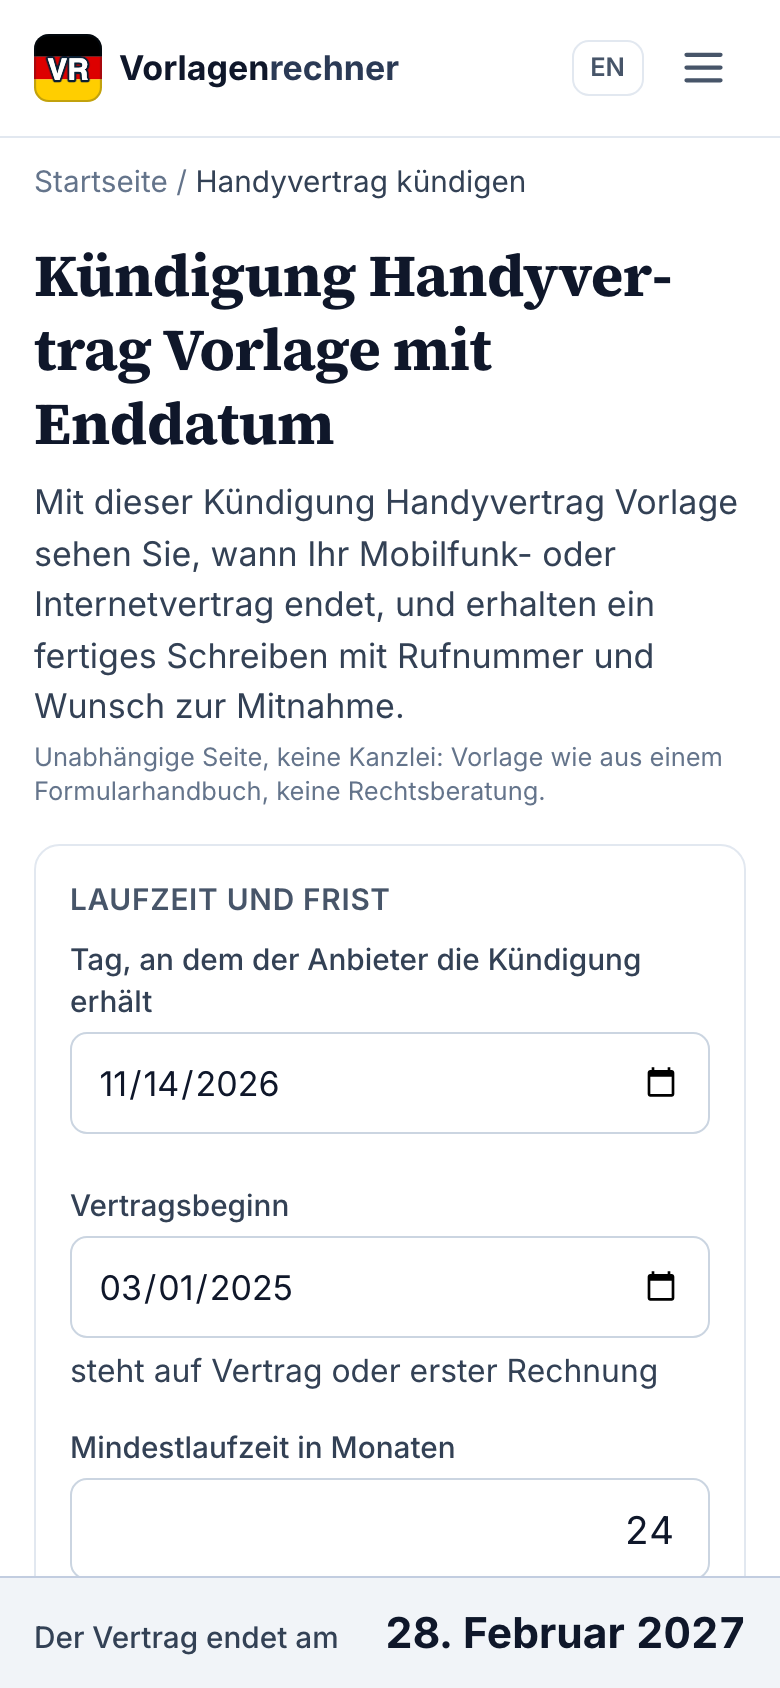 VR Vorlagenrechner EN
Startseite / Handyvertrag kündigen
Kündigung Handyver-
trag Vorlage mit
Enddatum
Mit dieser Kündigung Handyvertrag Vorlage
sehen Sie, wann Ihr Mobilfunk- oder
Internetvertrag endet, und erhalten ein
fertiges Schreiben mit Rufnummer und
Wunsch zur Mitnahme.
Unabhängige Seite, keine Kanzlei: Vorlage wie aus einem
Formularhandbuch, keine Rechtsberatung.
LAUFZEIT UND FRIST
Tag, an dem der Anbieter die Kündigung
erhält
11/14/2026
Vertragsbeginn
03/01/2025
steht auf Vertrag oder erster Rechnung
Mindestlaufzeit in Monaten
24
Der Vertrag endet am 28. Februar 2027